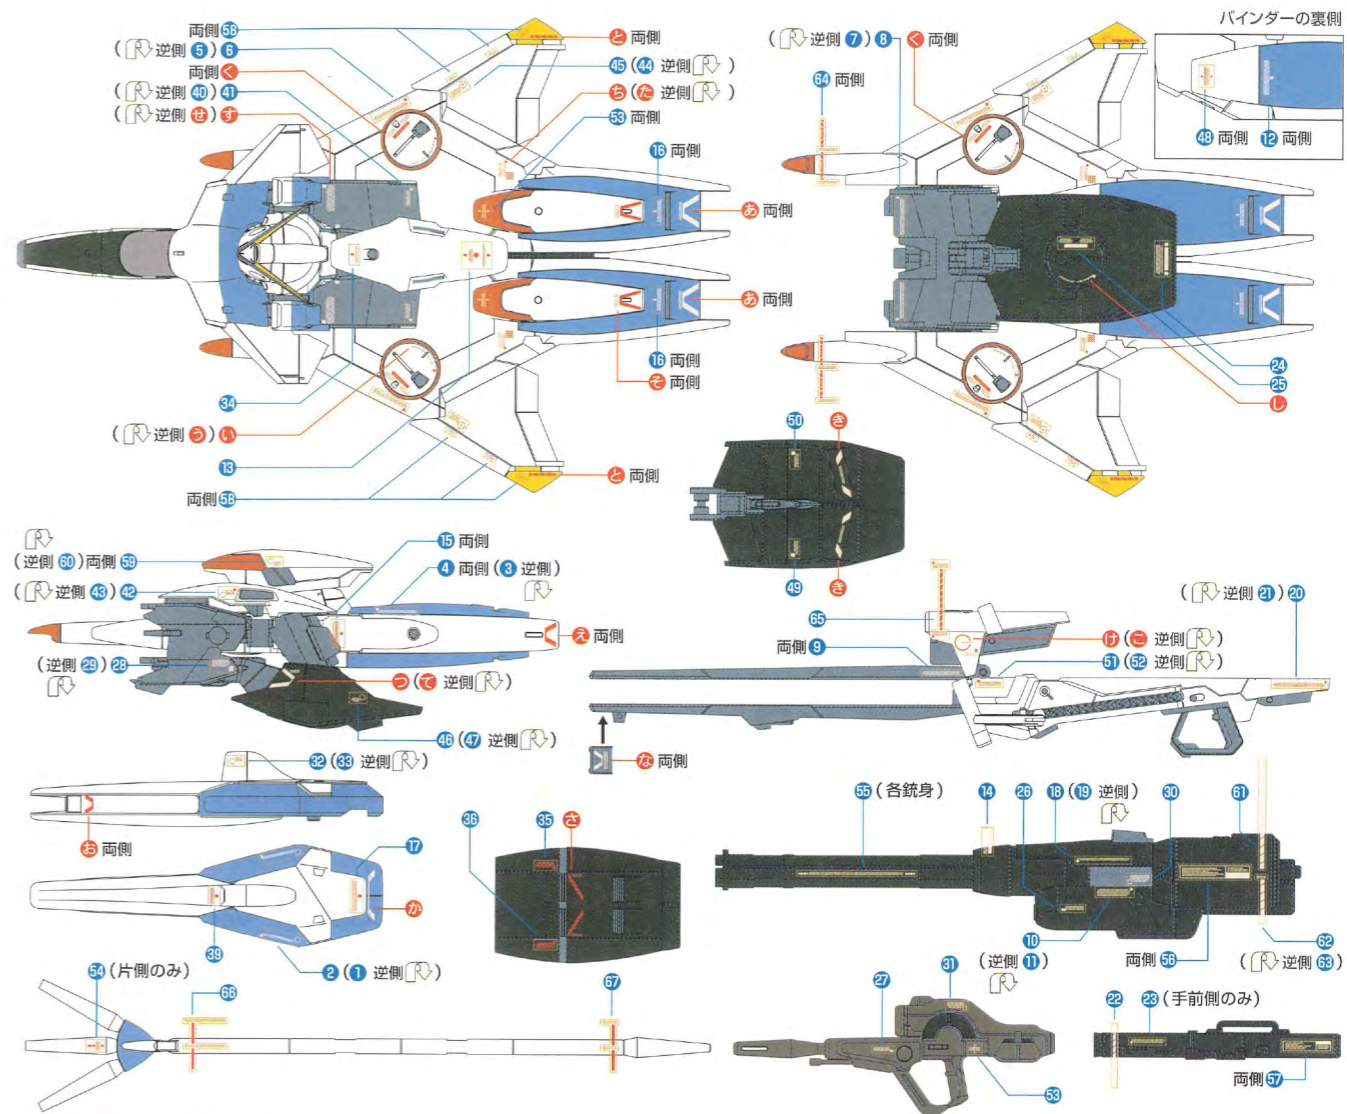 両側 58
(逆側 5) 6
両側 く
(逆側 40) 41
(逆側 せ) す
と 両側
45 (44 逆側)
ち (た 逆側)
53 両側
16 両側
あ 両側
あ 両側
16 両側
そ 両側
34
(逆側 う) い
13
両側 58
と 両側
(逆側 7) 8
く 両側
64 両側
バインダーの裏側
48 両側
12 両側
24
25
し
50
き
49
き
(逆側 60) 両側 59
(逆側 43) 42
(逆側 29) 28
15 両側
4 両側 (3 逆側)
え 両側
つ (て 逆側)
46 (47 逆側)
65
両側 9
(逆側 21) 20
け (こ 逆側)
51 (52 逆側)
な 両側
32 (33 逆側)
お 両側
17
か
39
2 (1 逆側)
36
35
さ
55 (各銃身)
14
26
18 (19 逆側)
30
61
10
(逆側 11)
両側 56
62
(逆側 63)
54 (片側のみ)
66
67
27
31
53
22
23 (手前側のみ)
両側 57